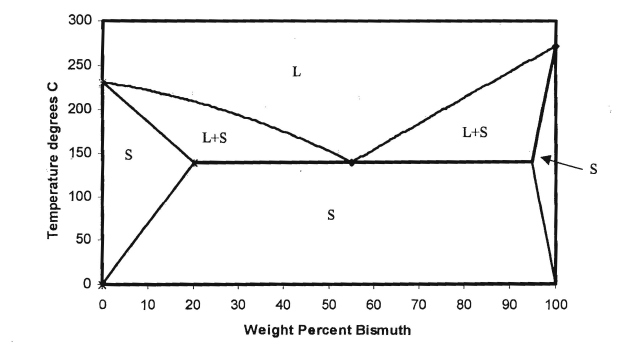 300
250
200
150
100
50
0
Temperature degrees C
L
L+S
L+S
S
S
S
0 10 20 30 40 50 60 70 80 90 100
Weight Percent Bismuth